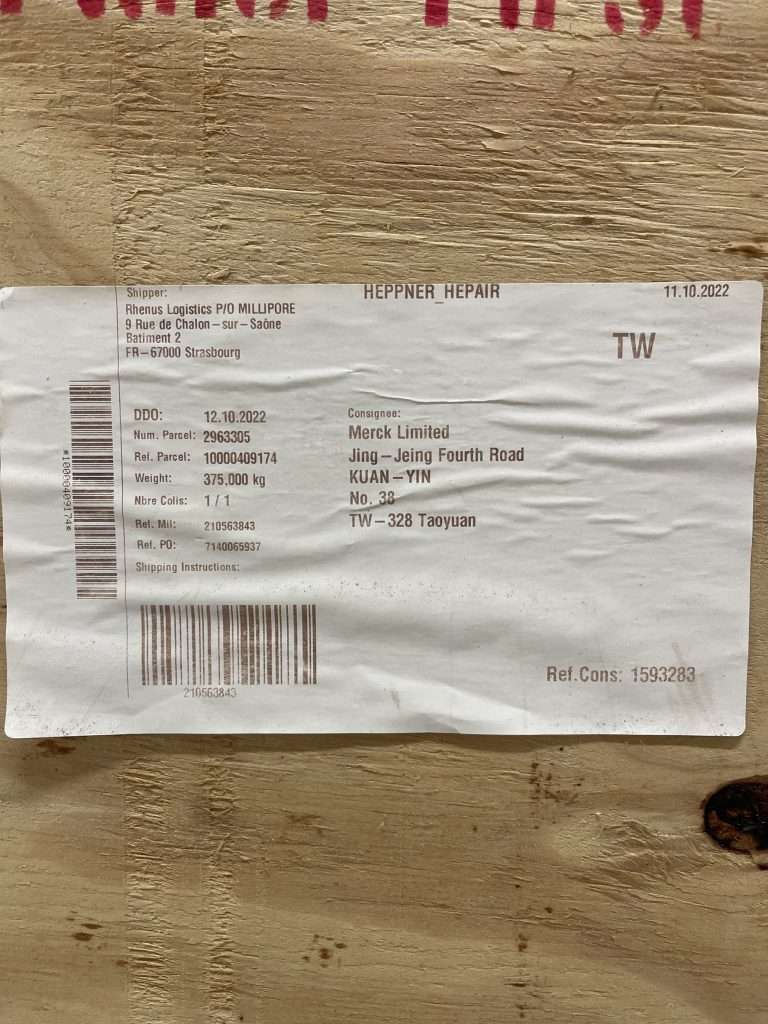 Shipper:
HEPPNER_HEPAIR
11.10.2022
Rhenus Logistics P/O MILLIPORE
9 Rue de Chalon-sur-Saône
Batiment 2
FR-67000 Strasbourg
TW
DDO: 12.10.2022
Num. Parcel: 2963305
Ref. Parcel: 10000409174
Weight: 375,000 kg
Nbre Colis: 1 / 1
Ref. Mil: 210563843
Ref. PO: 7140065937
Shipping Instructions:
Consignee:
Merck Limited
Jing-Jeing Fourth Road
KUAN-YIN
No. 38
TW-328 Taoyuan
*10000409174*
210563843
Ref.Cons: 1593283